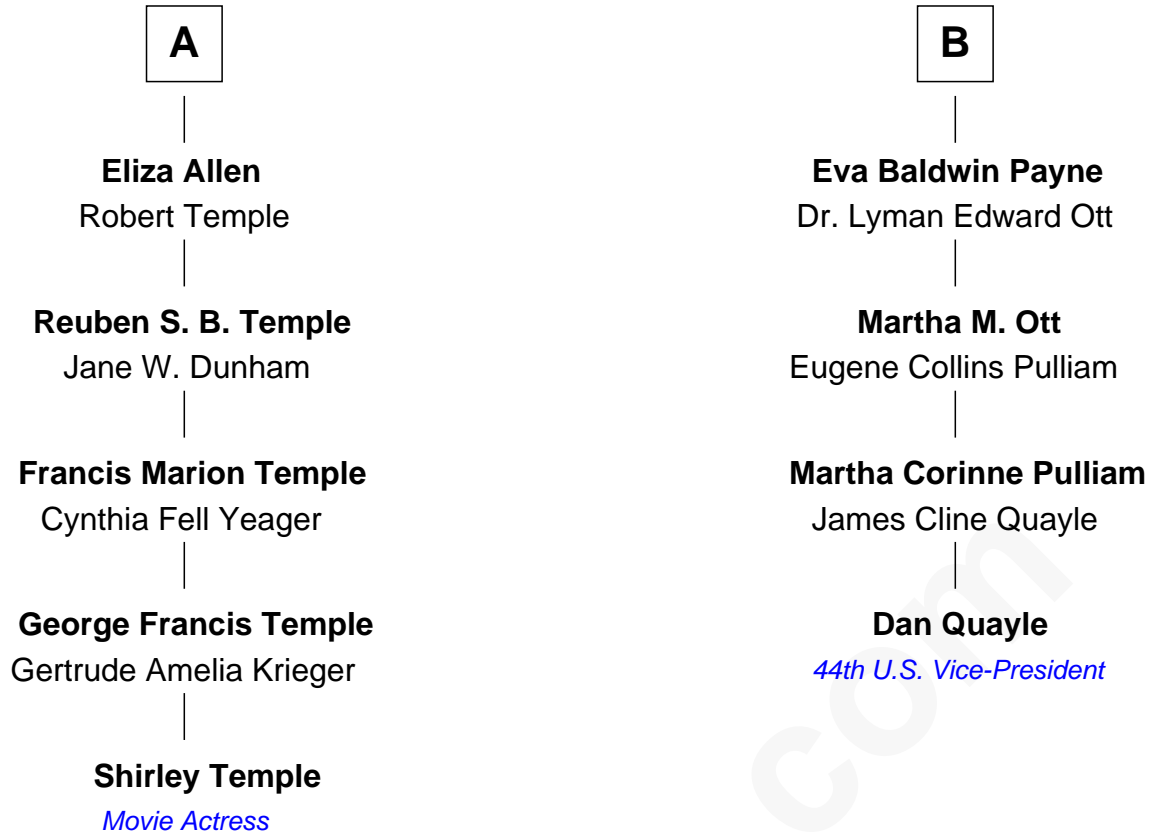 A
Eliza Allen
Robert Temple
Reuben S. B. Temple
Jane W. Dunham
Francis Marion Temple
Cynthia Fell Yeager
George Francis Temple
Gertrude Amelia Krieger
Shirley Temple
Movie Actress
B
Eva Baldwin Payne
Dr. Lyman Edward Ott
Martha M. Ott
Eugene Collins Pulliam
Martha Corinne Pulliam
James Cline Quayle
Dan Quayle
44th U.S. Vice-President
com